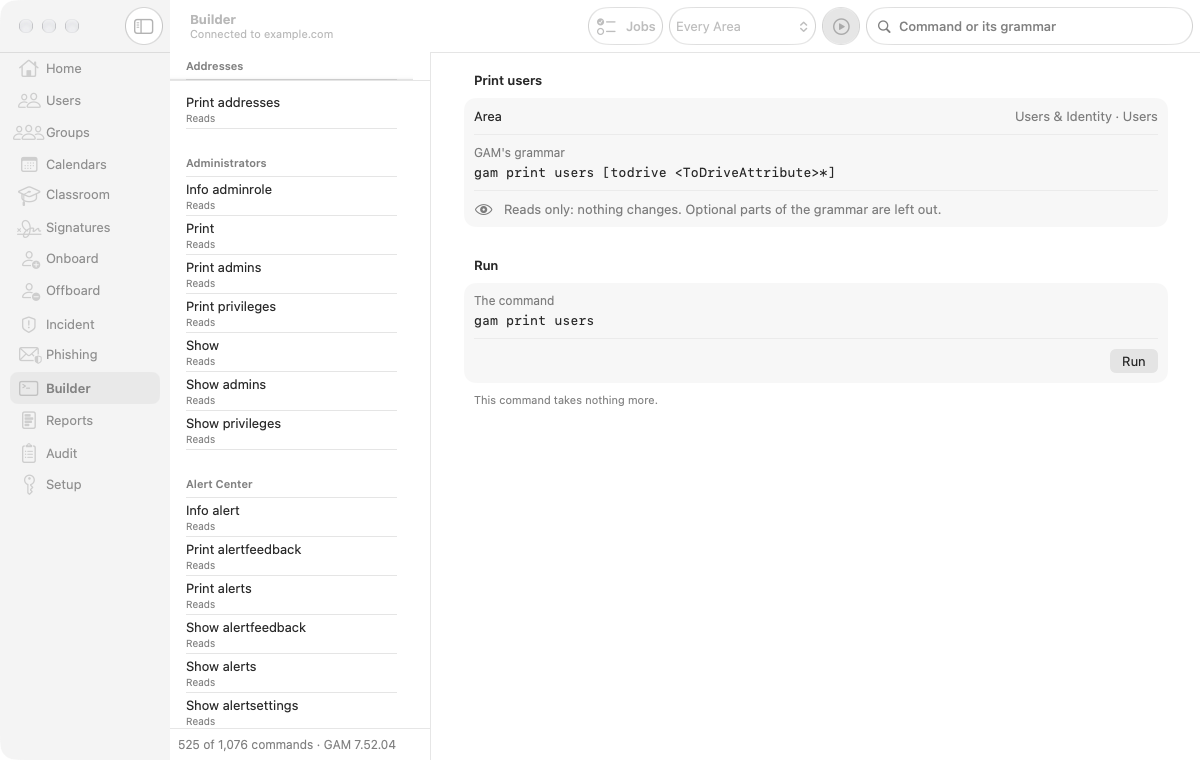 Builder
Connected to example.com
Jobs
Every Area
Command or its grammar
Home
Users
Groups
Calendars
Classroom
Signatures
Onboard
Offboard
Incident
Phishing
Builder
Reports
Audit
Setup
Addresses
Print addresses
Reads
Administrators
Info adminrole
Reads
Print
Reads
Print admins
Reads
Print privileges
Reads
Show
Reads
Show admins
Reads
Show privileges
Reads
Alert Center
Info alert
Reads
Print alertfeedback
Reads
Print alerts
Reads
Show alertfeedback
Reads
Show alerts
Reads
Show alertsettings
Reads
525 of 1,076 commands · GAM 7.52.04
Print users
Area
Users & Identity · Users
GAM's grammar
gam print users [todrive <ToDriveAttribute>*]
Reads only: nothing changes. Optional parts of the grammar are left out.
Run
The command
gam print users
Run
This command takes nothing more.